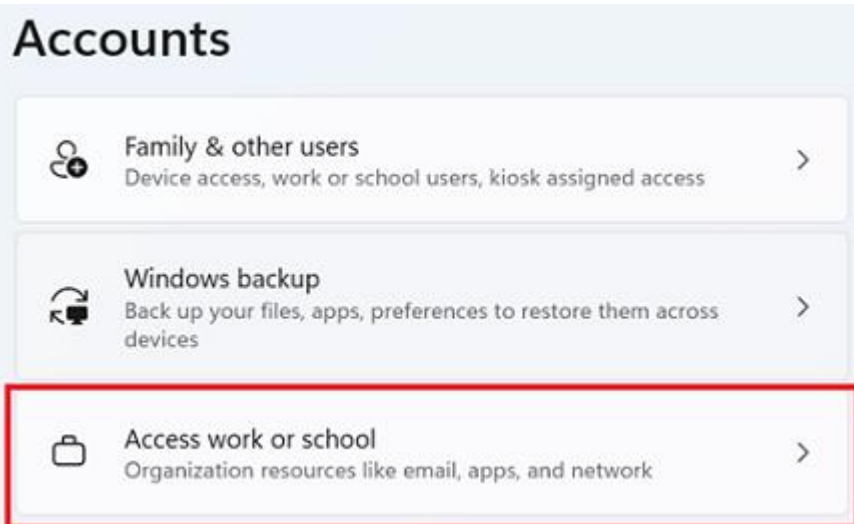 Accounts
Family & other users
Device access, work or school users, kiosk assigned access
Windows backup
Back up your files, apps, preferences to restore them across
devices
Access work or school
Organization resources like email, apps, and network